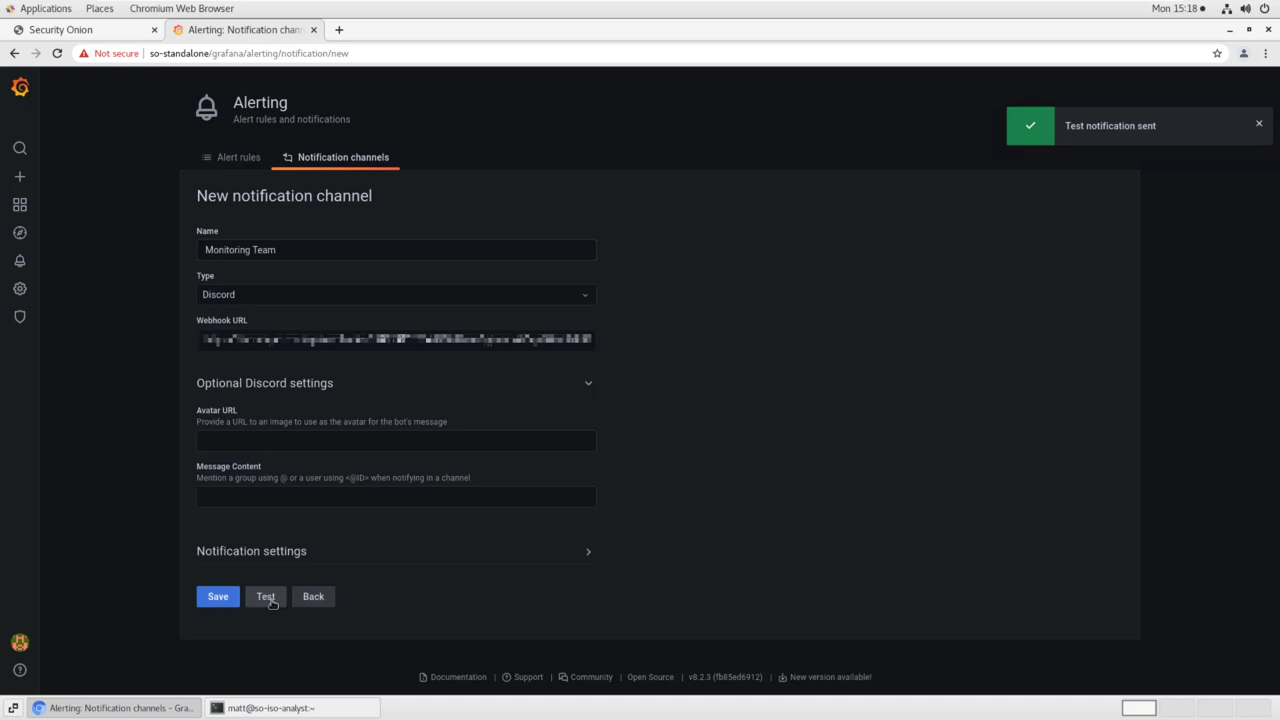 Applications Places Chromium Web Browser Mon 15:18
Security Onion × Alerting: Notification chann × +
Not secure so-standalone/grafana/alerting/notification/new
Alerting
Alert rules and notifications
Test notification sent ×
Alert rules Notification channels
New notification channel
Name
Monitoring Team
Type
Discord
Webhook URL
Optional Discord settings
Avatar URL
Provide a URL to an image to use as the avatar for the bot's message
Message Content
Mention a group using @ or a user using <@ID> when notifying in a channel
Notification settings
Save Test Back
Documentation | Support | Community | Open Source | v8.2.3 (fb85ed6912) | New version available!
Alerting: Notification channels - Gra... matt@so-iso-analyst:~